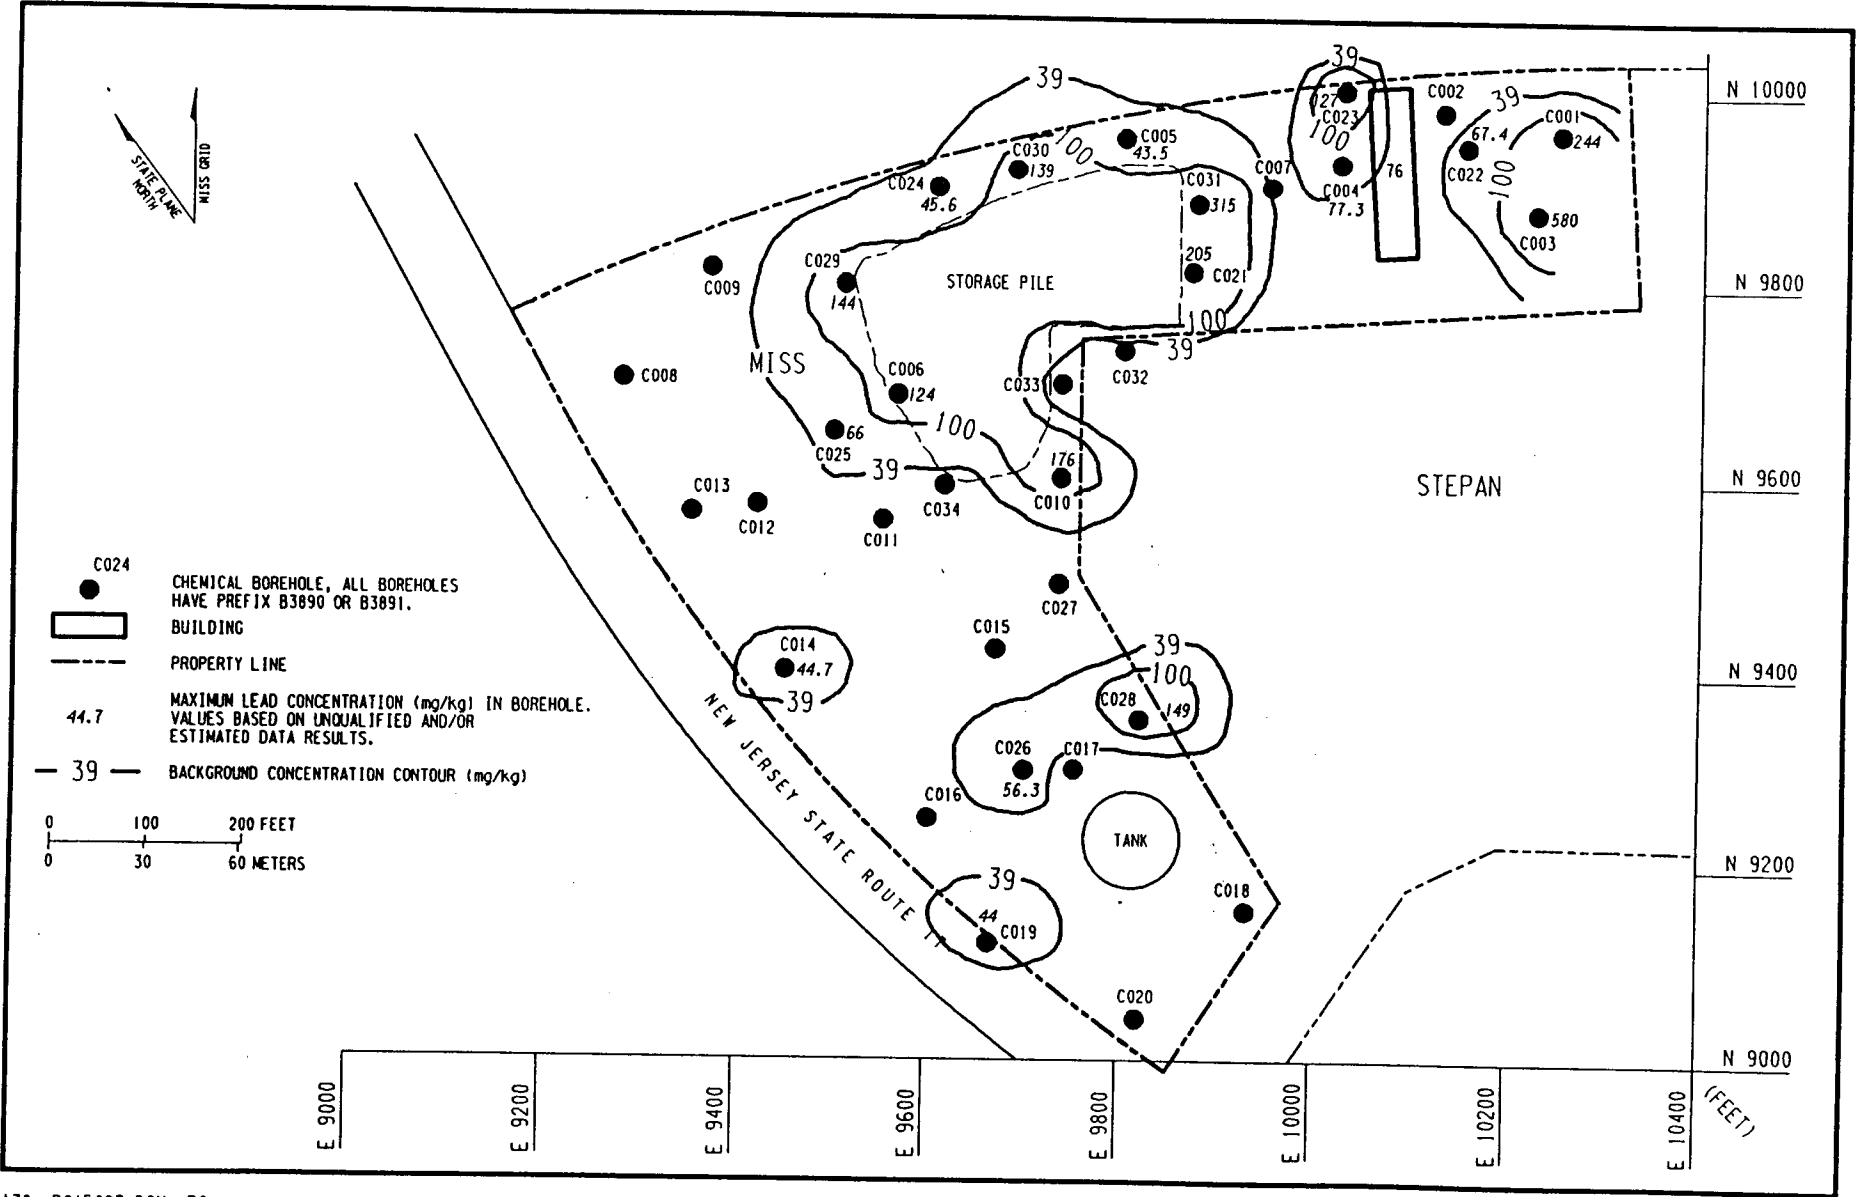 39
39
N 10000
C002
39
C001
127
C023
100
67.4
244
C005
43.5
100
C030
139
C007
C004
77.3
76
C022
100
C024
45.6
C031
315
580
C003
STATE PLANE
NORTH
MISS GRID
C009
C029
144
STORAGE PILE
205
C021
N 9800
100
39
C032
MISS
C008
C006
124
C033
100
66
C025
39
176
C010
STEPAN
N 9600
C013
C012
C034
C011
C027
C024
CHEMICAL BOREHOLE, ALL BOREHOLES
HAVE PREFIX B3890 OR B3891.
BUILDING
PROPERTY LINE
44.7
MAXIMUM LEAD CONCENTRATION (mg/kg) IN BOREHOLE.
VALUES BASED ON UNQUALIFIED AND/OR
ESTIMATED DATA RESULTS.
39 BACKGROUND CONCENTRATION CONTOUR (mg/kg)
0 100 200 FEET
0 30 60 METERS
C014
44.7
39
C015
39
100
C028
149
N 9400
C026
56.3
C017
C016
TANK
NEW JERSEY STATE ROUTE 17
39
44
C019
C018
N 9200
C020
N 9000
E 9000
E 9200
E 9400
E 9600
E 9800
E 10000
E 10200
E 10400
(FEET)